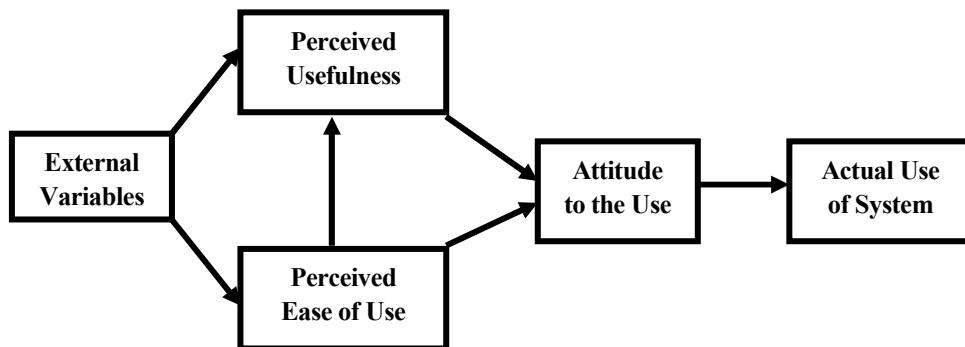 Perceived
Usefulness
External
Variables
Attitude
to the Use
Actual Use
of System
Perceived
Ease of Use